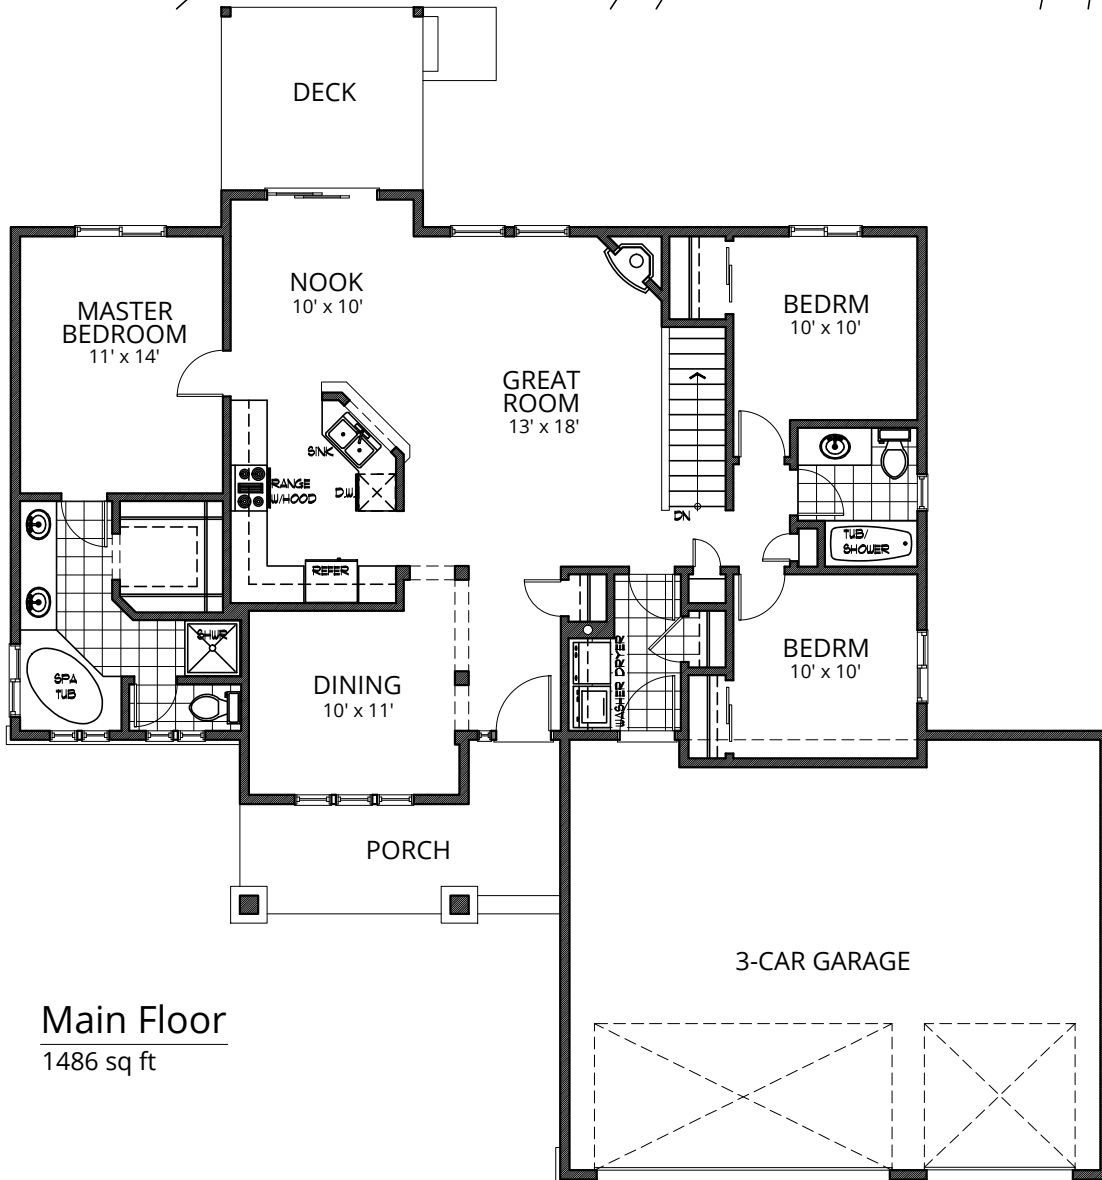 DECK
NOOK
10' x 10'
MASTER
BEDROOM
11' x 14'
BEDRM
10' x 10'
GREAT
ROOM
13' x 18'
SINK
RANGE
W/HOOD
D.W.
DN
TUB/
SHOWER
REFER
SHWR
WASHER DRYER
BEDRM
10' x 10'
SPA
TUB
DINING
10' x 11'
PORCH
3-CAR GARAGE
Main Floor
1486 sq ft